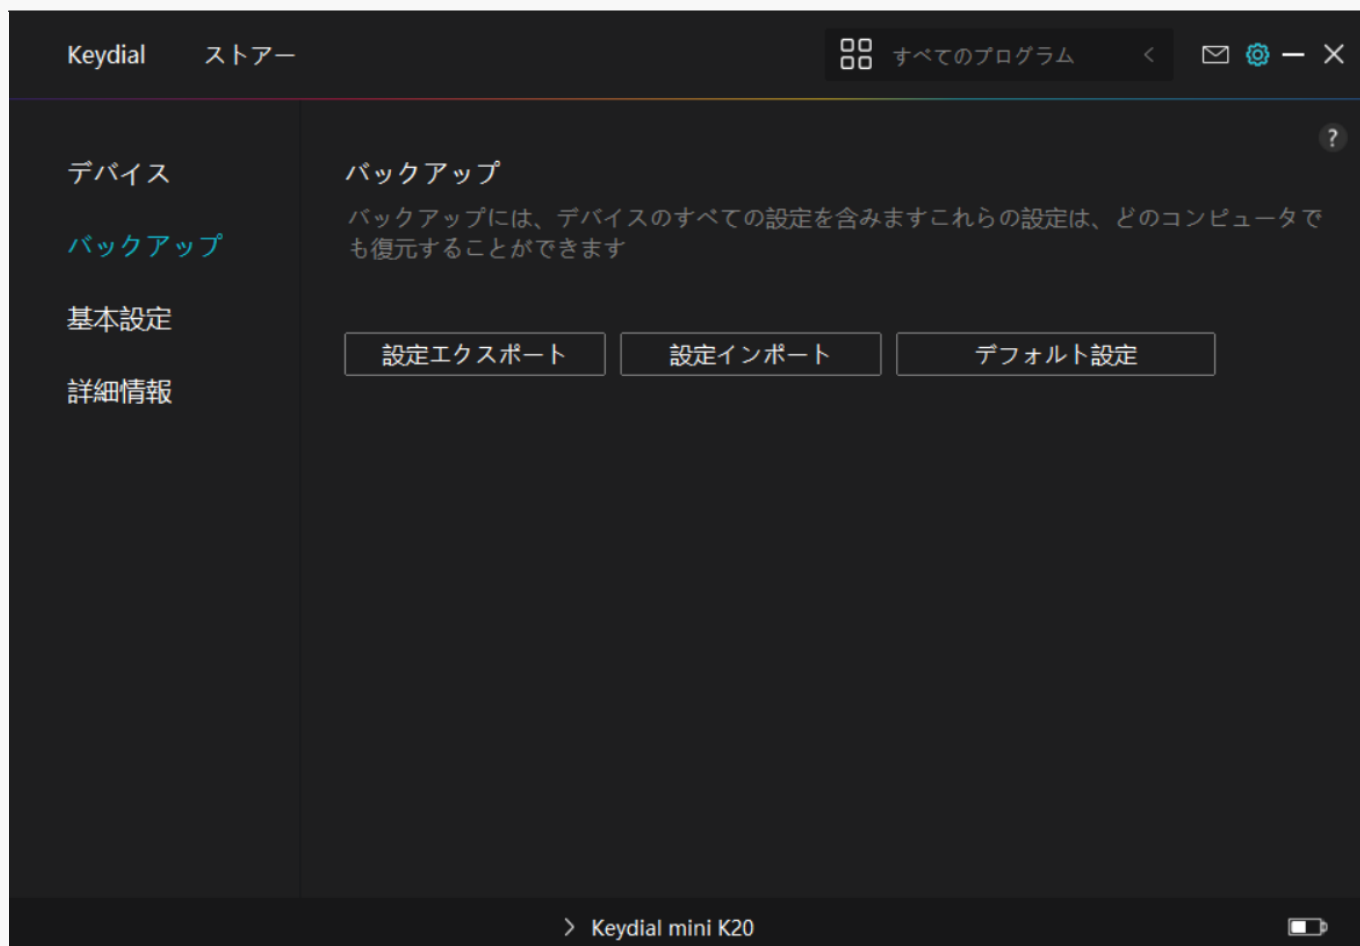 Keydial ストアー すべてのプログラム
?
デバイス
バックアップ
基本設定
詳細情報
バックアップ
バックアップには、デバイスのすべての設定を含みますこれらの設定は、どのコンピュータで
も復元することができます
設定エクスポート 設定インポート デフォルト設定
Keydial mini K20